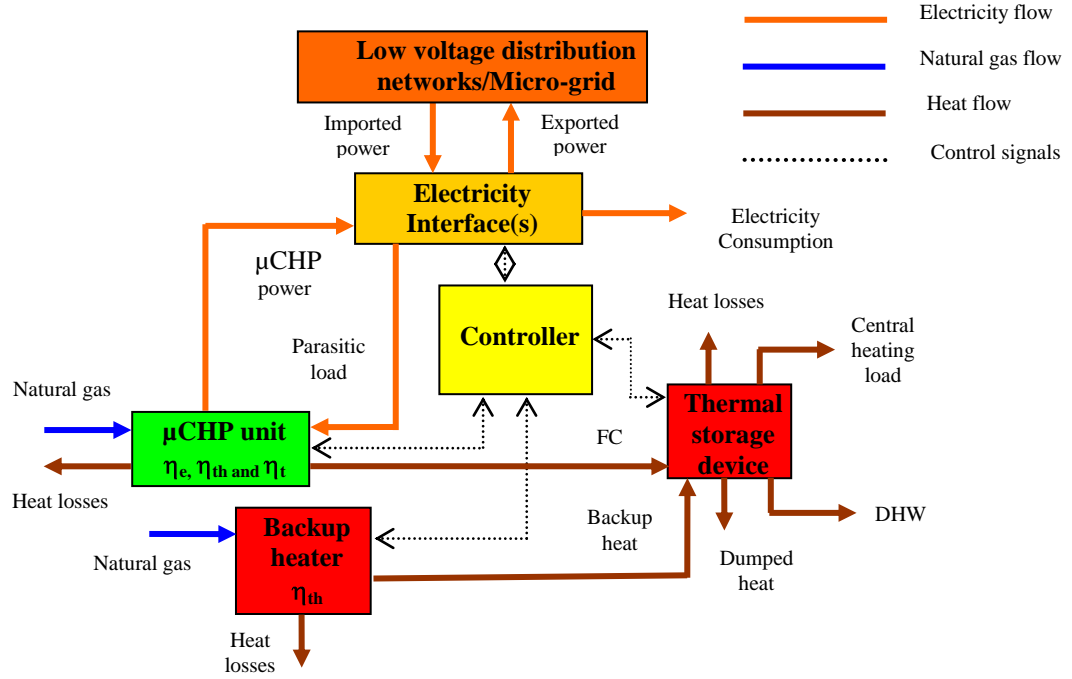 Electricity flow
Low voltage distribution
networks/Micro-grid
Natural gas flow
Heat flow
Imported
power
Exported
power
Control signals
Electricity
Interface(s)
Electricity
Consumption
µCHP
power
Heat losses
Controller
Central
heating
load
Parasitic
load
Natural gas
Thermal
storage
device
µCHP unit
ηe, ηth and ηt
FC
Heat losses
DHW
Backup
heater
ηth
Backup
heat
Natural gas
Dumped
heat
Heat
losses